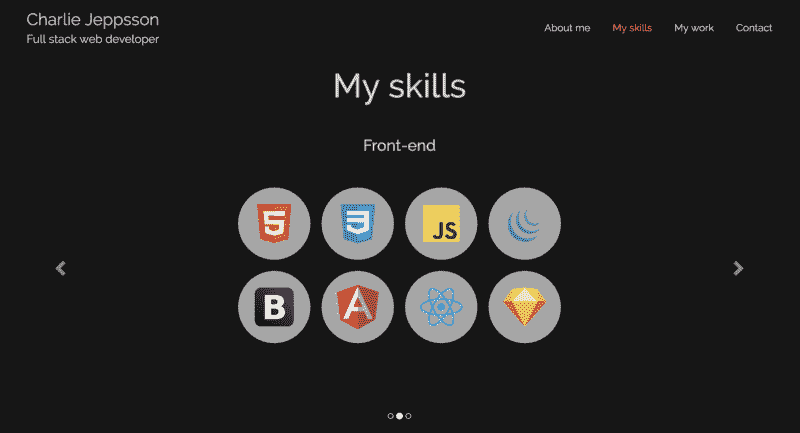 Charlie Jeppsson
Full stack web developer
About me
My skills
My work
Contact
My skills
Front-end
5
3
JS
B
A